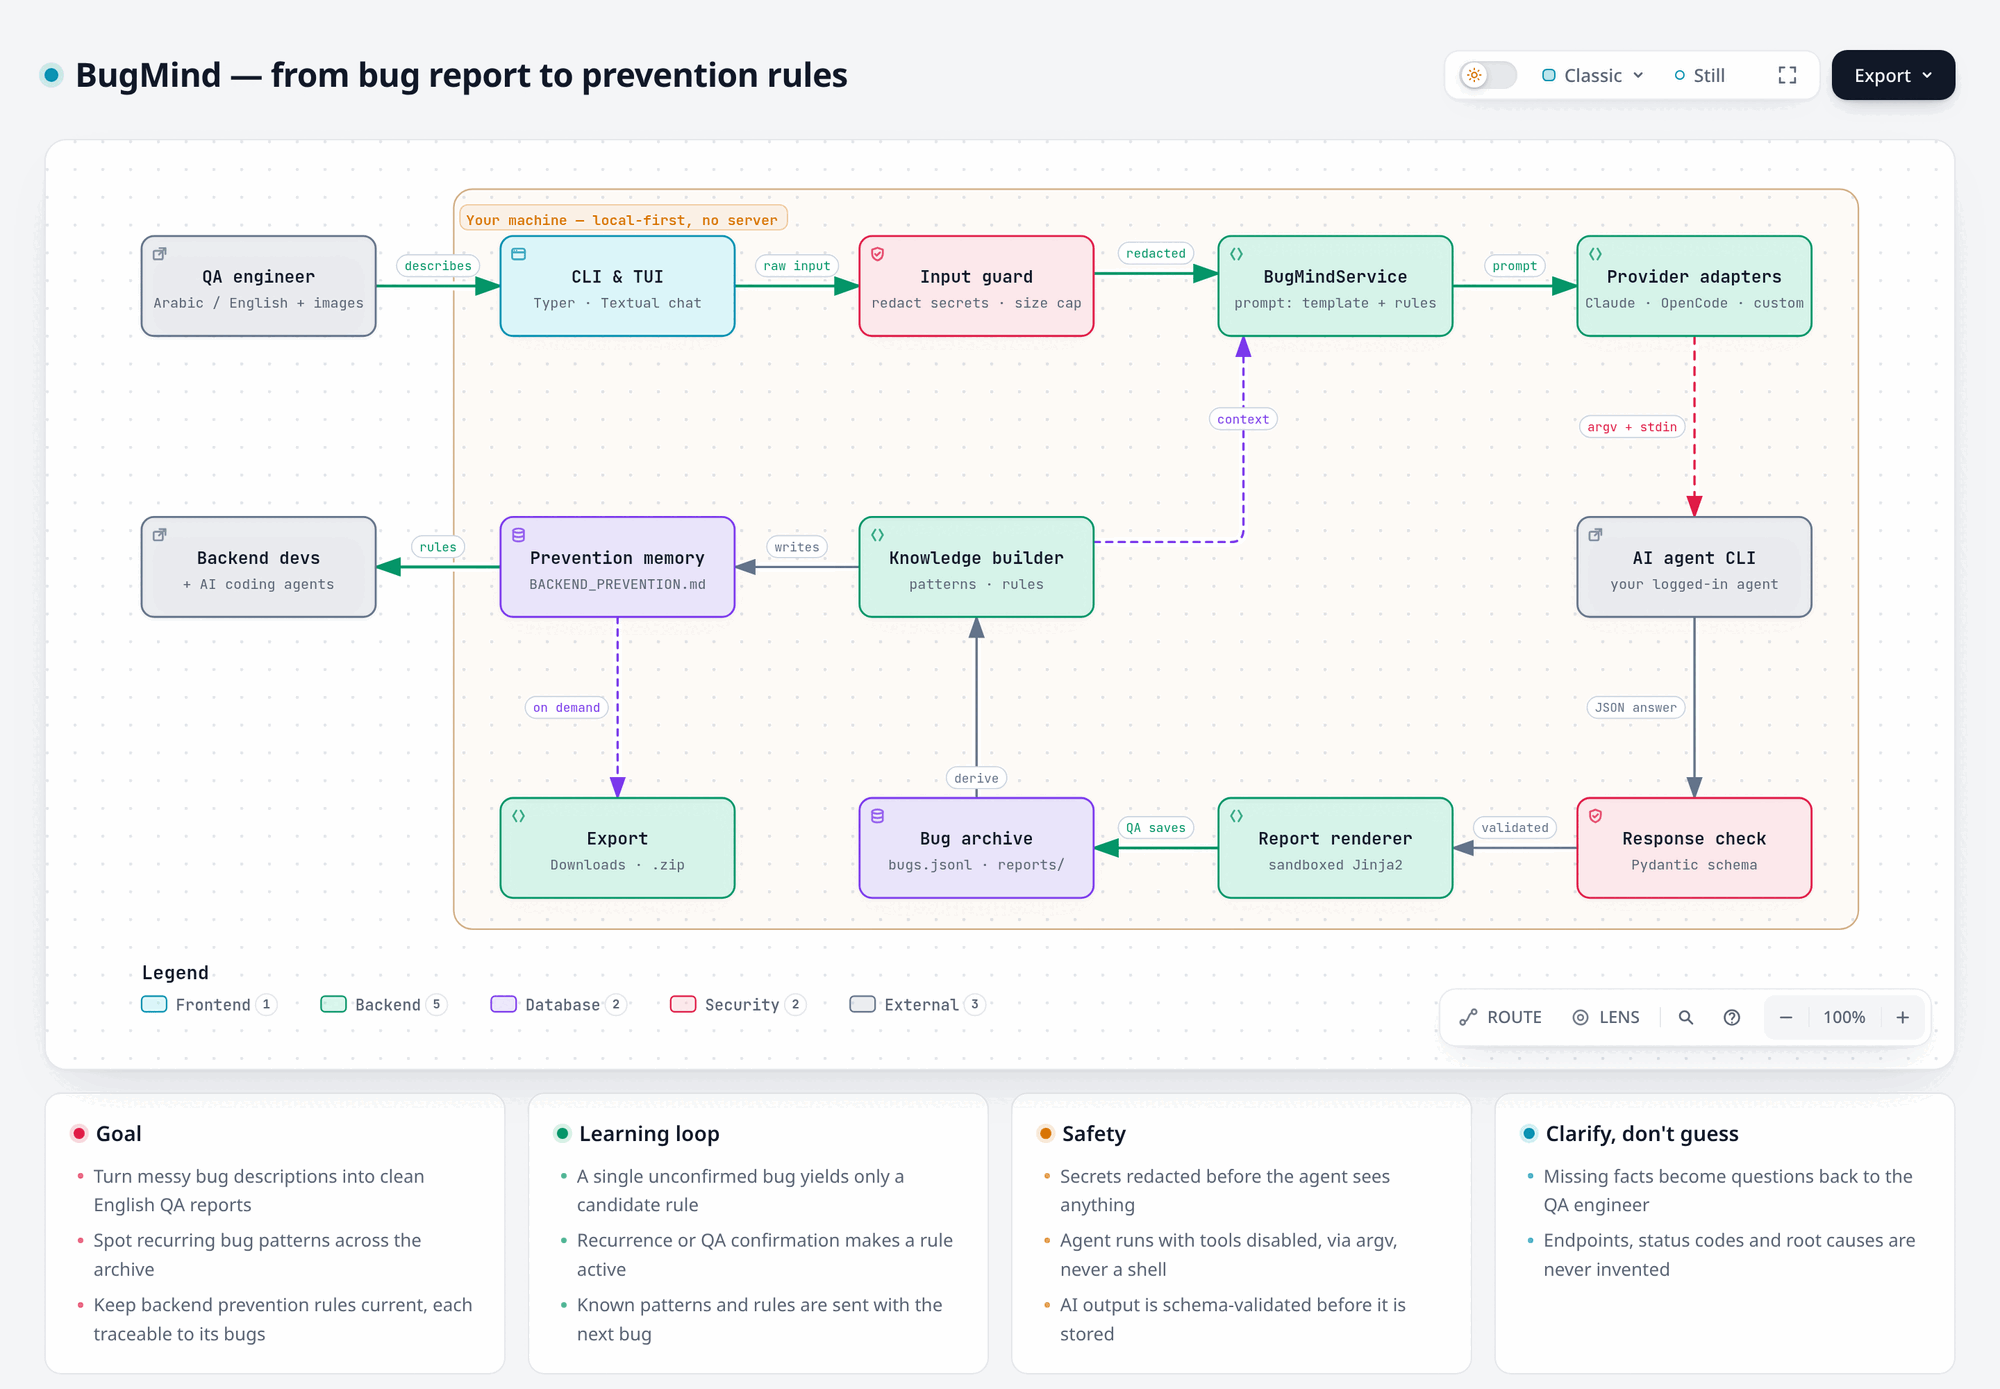 BugMind — from bug report to prevention rules
Classic
Still
Export
Your machine — local-first, no server
QA engineer
Arabic / English + images
describes
CLI & TUI
Typer · Textual chat
raw input
Input guard
redact secrets · size cap
redacted
BugMindService
prompt: template + rules
prompt
Provider adapters
Claude · OpenCode · custom
context
argv + stdin
Backend devs
+ AI coding agents
rules
Prevention memory
BACKEND_PREVENTION.md
writes
Knowledge builder
patterns · rules
AI agent CLI
your logged-in agent
on demand
derive
JSON answer
Export
Downloads · .zip
Bug archive
bugs.jsonl · reports/
QA saves
Report renderer
sandboxed Jinja2
validated
Response check
Pydantic schema
Legend
Frontend 1
Backend 5
Database 2
Security 2
External 3
ROUTE
LENS
− 100% +
Goal
• Turn messy bug descriptions into clean
English QA reports
• Spot recurring bug patterns across the
archive
• Keep backend prevention rules current, each
traceable to its bugs
Learning loop
• A single unconfirmed bug yields only a
candidate rule
• Recurrence or QA confirmation makes a rule
active
• Known patterns and rules are sent with the
next bug
Safety
• Secrets redacted before the agent sees
anything
• Agent runs with tools disabled, via argv,
never a shell
• AI output is schema-validated before it is
stored
Clarify, don't guess
• Missing facts become questions back to the
QA engineer
• Endpoints, status codes and root causes are
never invented